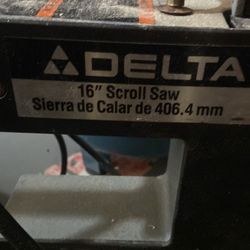 DELTA
16" Scroll Saw
Sierra de Calar de 406.4 mm